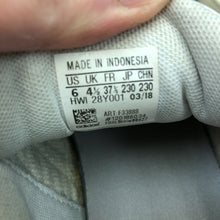 MADE IN INDONESIA
US UK FR JP CHN
6 4½ 37⅓ 230 230
HWI 28Y001 03/18
ART